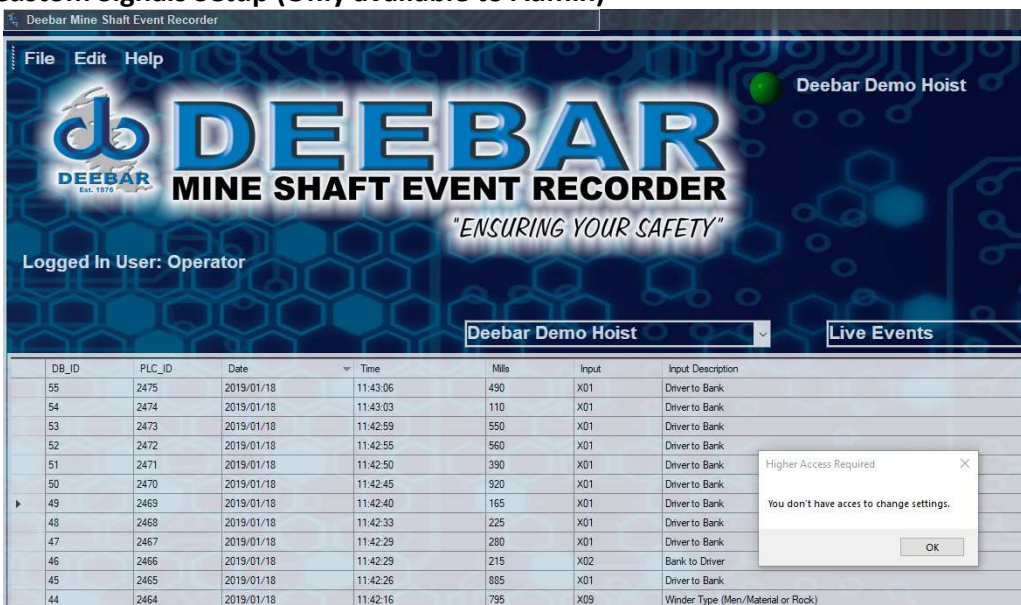 Custom Signals Setup (Only available to Admin)
Deebar Mine Shaft Event Recorder
File Edit Help
Deebar Demo Hoist
db
DEEBAR
Est. 1976
DEEBAR
MINE SHAFT EVENT RECORDER
"ENSURING YOUR SAFETY"
Logged In User: Operator
Deebar Demo Hoist Live Events
DB_ID PLC_ID Date Time Mills Input Input Description
55 2475 2019/01/18 11:43:06 490 X01 Driver to Bank
54 2474 2019/01/18 11:43:03 110 X01 Driver to Bank
53 2473 2019/01/18 11:42:59 550 X01 Driver to Bank
52 2472 2019/01/18 11:42:55 560 X01 Driver to Bank
51 2471 2019/01/18 11:42:50 390 X01 Driver to Bank
50 2470 2019/01/18 11:42:45 920 X01 Driver to Bank
49 2469 2019/01/18 11:42:40 165 X01 Driver to Bank
48 2468 2019/01/18 11:42:33 225 X01 Driver to Bank
47 2467 2019/01/18 11:42:29 280 X01 Driver to Bank
46 2466 2019/01/18 11:42:29 215 X02 Bank to Driver
45 2465 2019/01/18 11:42:26 885 X01 Driver to Bank
44 2464 2019/01/18 11:42:16 795 X09 Winder Type (Men/Material or Rock)
Higher Access Required
You don't have acces to change settings.
OK